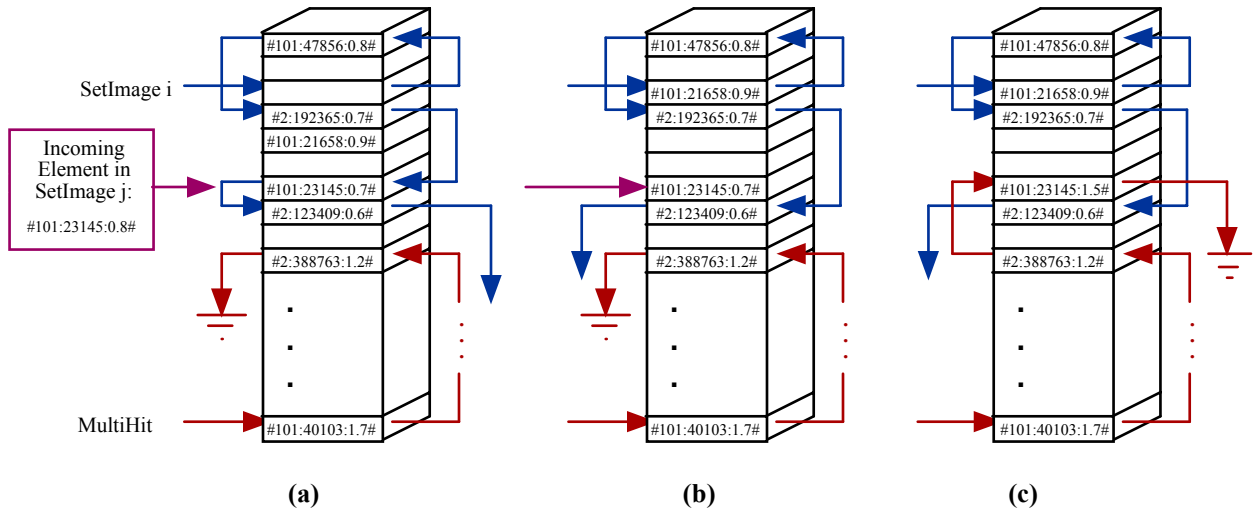 #101:47856:0.8#
SetImage i
#2:192365:0.7#
#101:21658:0.9#
Incoming
Element in
SetImage j:
#101:23145:0.8#
#101:23145:0.7#
#2:123409:0.6#
#2:388763:1.2#
MultiHit
#101:40103:1.7#
(a)
#101:47856:0.8#
#101:21658:0.9#
#2:192365:0.7#
#101:23145:0.7#
#2:123409:0.6#
#2:388763:1.2#
#101:40103:1.7#
(b)
#101:47856:0.8#
#101:21658:0.9#
#2:192365:0.7#
#101:23145:1.5#
#2:123409:0.6#
#2:388763:1.2#
#101:40103:1.7#
(c)